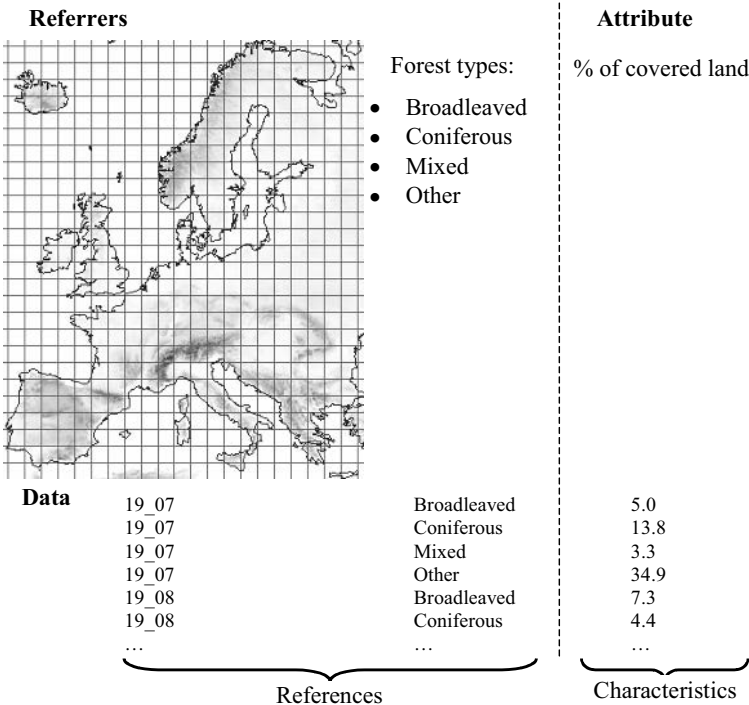 Referrers Attribute
Forest types: % of covered land
• Broadleaved
• Coniferous
• Mixed
• Other
Data
19_07 Broadleaved 5.0
19_07 Coniferous 13.8
19_07 Mixed 3.3
19_07 Other 34.9
19_08 Broadleaved 7.3
19_08 Coniferous 4.4
… … …
References Characteristics